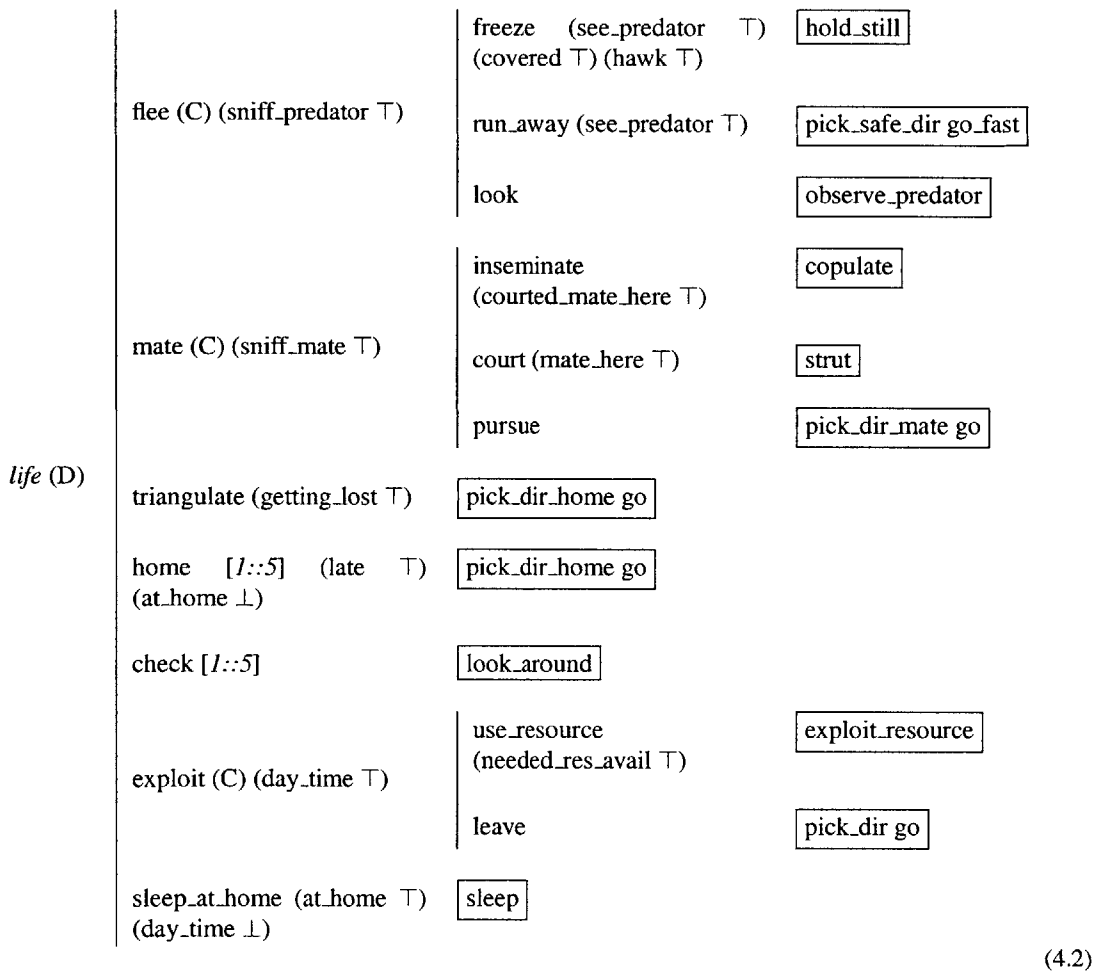 freeze (see_predator ⊤) hold_still
(covered ⊤) (hawk ⊤)
flee (C) (sniff_predator ⊤)
run_away (see_predator ⊤) pick_safe_dir go_fast
look observe_predator
inseminate copulate
(courted_mate_here ⊤)
mate (C) (sniff_mate ⊤)
court (mate_here ⊤) strut
pursue pick_dir_mate go
life (D)
triangulate (getting_lost ⊤) pick_dir_home go
home [1::5] (late ⊤) pick_dir_home go
(at_home ⊥)
check [1::5] look_around
use_resource exploit_resource
(needed_res_avail ⊤)
exploit (C) (day_time ⊤)
leave pick_dir go
sleep_at_home (at_home ⊤) sleep
(day_time ⊥)
(4.2)